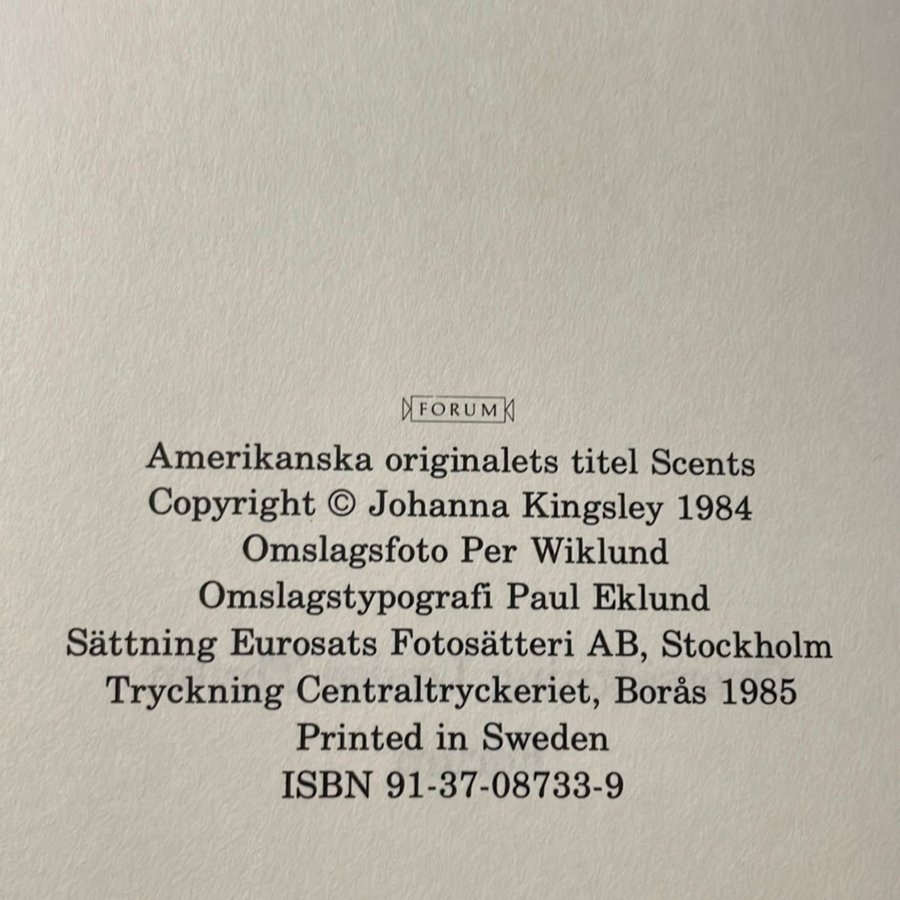 FORUM
Amerikanska originalets titel Scents
Copyright © Johanna Kingsley 1984
Omslagsfoto Per Wiklund
Omslagstypografi Paul Eklund
Sättning Eurosats Fotosätteri AB, Stockholm
Tryckning Centraltryckeriet, Borås 1985
Printed in Sweden
ISBN 91-37-08733-9